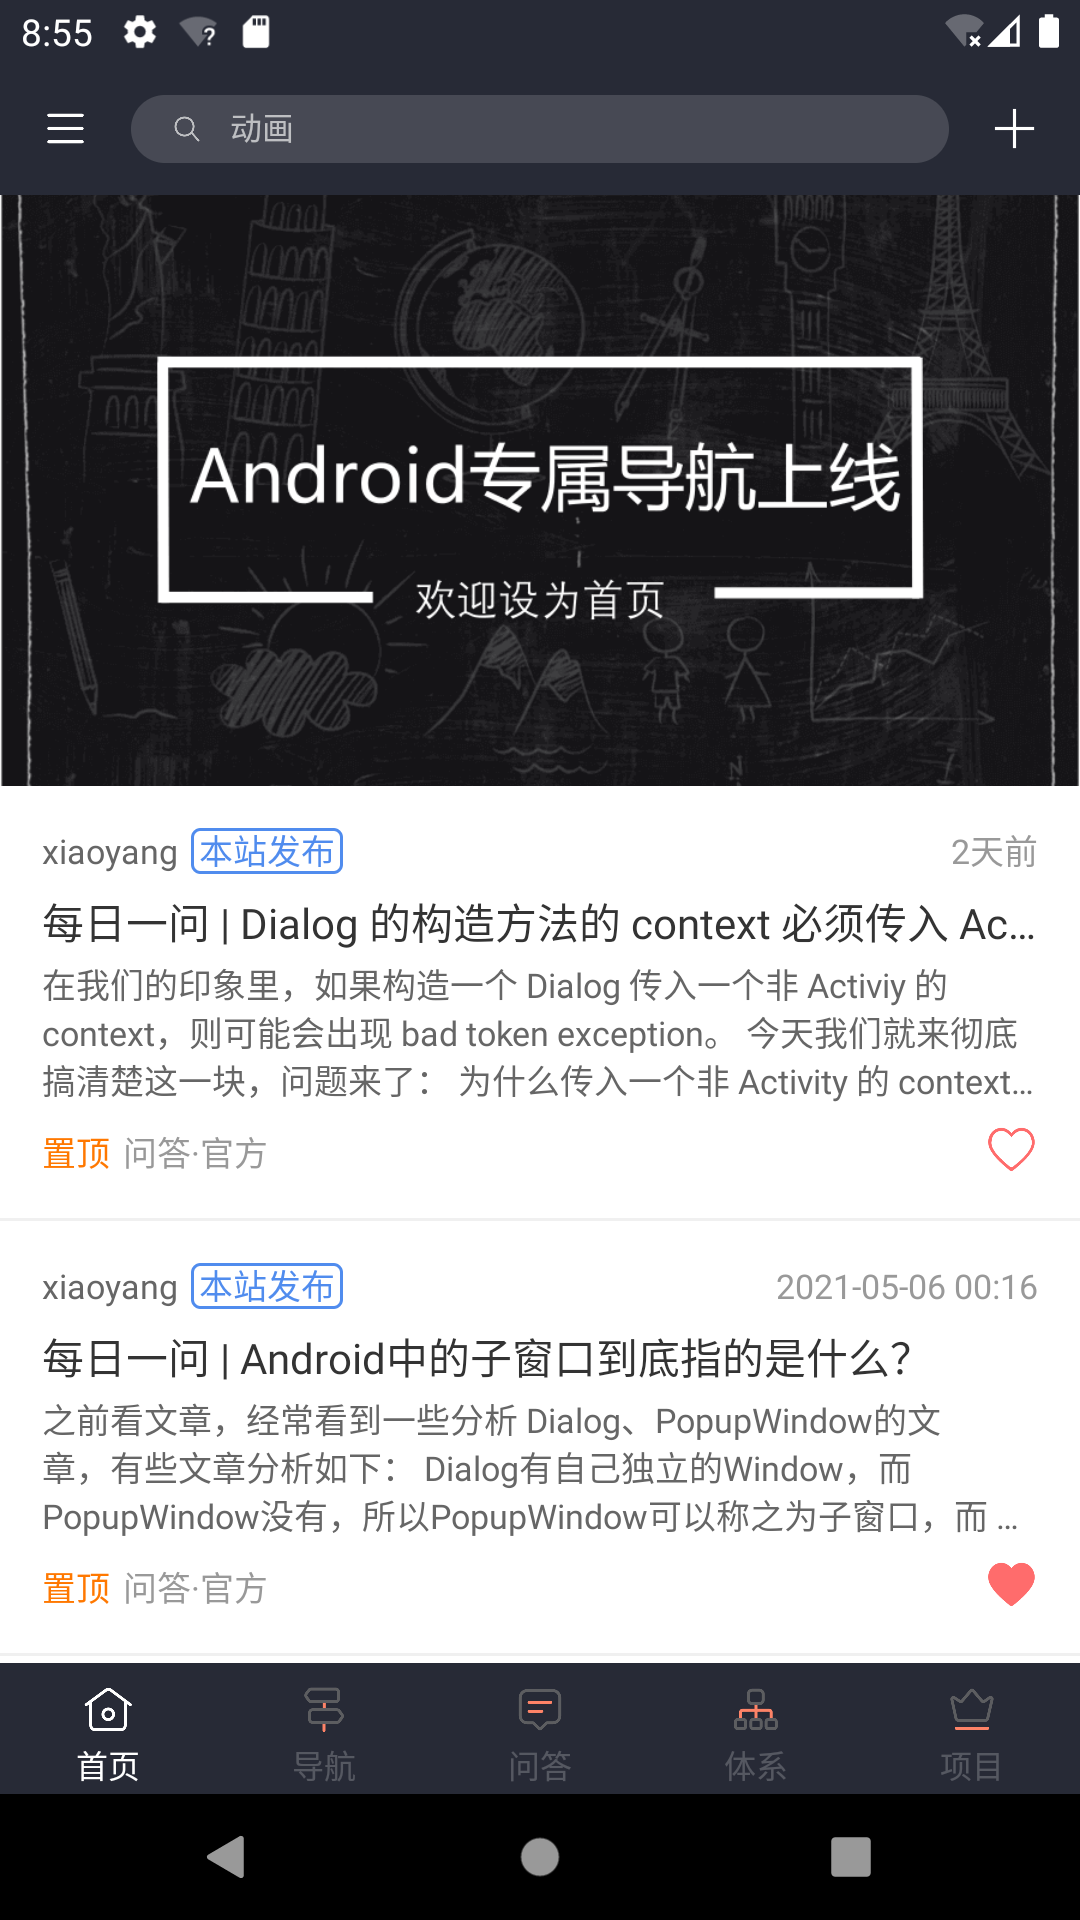 8:55
动画
Android专属导航上线
欢迎设为首页
xiaoyang 本站发布 2天前
每日一问 | Dialog 的构造方法的 context 必须传入 Ac...
在我们的印象里，如果构造一个 Dialog 传入一个非 Activiy 的
context，则可能会出现 bad token exception。 今天我们就来彻底
搞清楚这一块，问题来了： 为什么传入一个非 Activity 的 context...
置顶 问答·官方
xiaoyang 本站发布 2021-05-06 00:16
每日一问 | Android中的子窗口到底指的是什么？
之前看文章，经常看到一些分析 Dialog、PopupWindow的文
章，有些文章分析如下： Dialog有自己独立的Window，而
PopupWindow没有，所以PopupWindow可以称之为子窗口，而 ...
置顶 问答·官方
首页 导航 问答 体系 项目